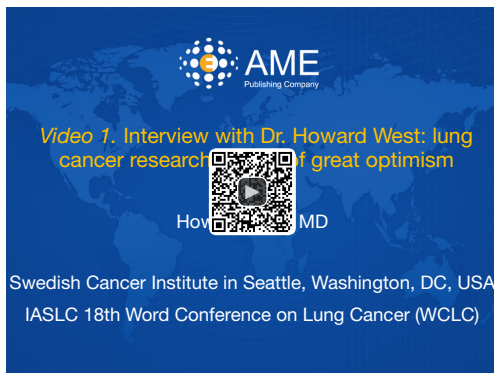 AME
Publishing Company
Video 1. Interview with Dr. Howard West: lung
cancer research of great optimism
MD
Swedish Cancer Institute in Seattle, Washington, DC, USA
IASLC 18th Word Conference on Lung Cancer (WCLC)